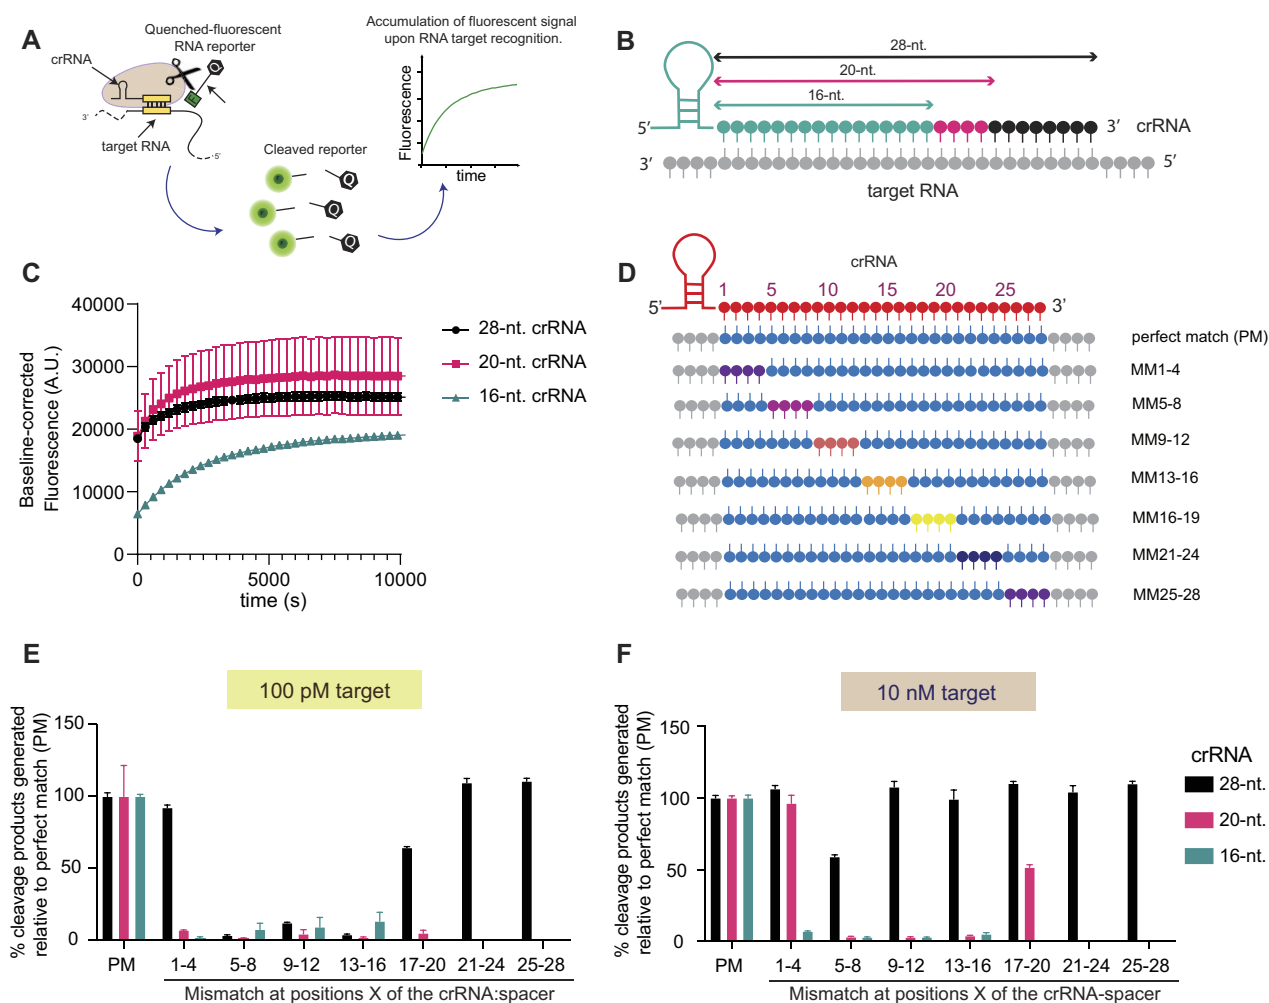 A
Quenched-fluorescent
RNA reporter
crRNA
Q
F
3'
target RNA
5'
Accumulation of fluorescent signal
upon RNA target recognition.
Fluorescence
time
Cleaved reporter
F
Q
F
Q
F
Q
B
28-nt.
20-nt.
16-nt.
5'
3'
crRNA
3'
5'
target RNA
C
40000
30000
20000
10000
0
Baseline-corrected
Fluorescence (A.U.)
0
5000
10000
time (s)
28-nt. crRNA
20-nt. crRNA
16-nt. crRNA
D
crRNA
1
5
10
15
20
25
5'
3'
perfect match (PM)
MM1-4
MM5-8
MM9-12
MM13-16
MM16-19
MM21-24
MM25-28
E
100 pM target
% cleavage products generated
relative to perfect match (PM)
150
100
50
0
PM
1-4
5-8
9-12
13-16
17-20
21-24
25-28
Mismatch at positions X of the crRNA:spacer
F
10 nM target
% cleavage products generated
relative to perfect match (PM)
150
100
50
0
PM
1-4
5-8
9-12
13-16
17-20
21-24
25-28
Mismatch at positions X of the crRNA-spacer
crRNA
28-nt.
20-nt.
16-nt.